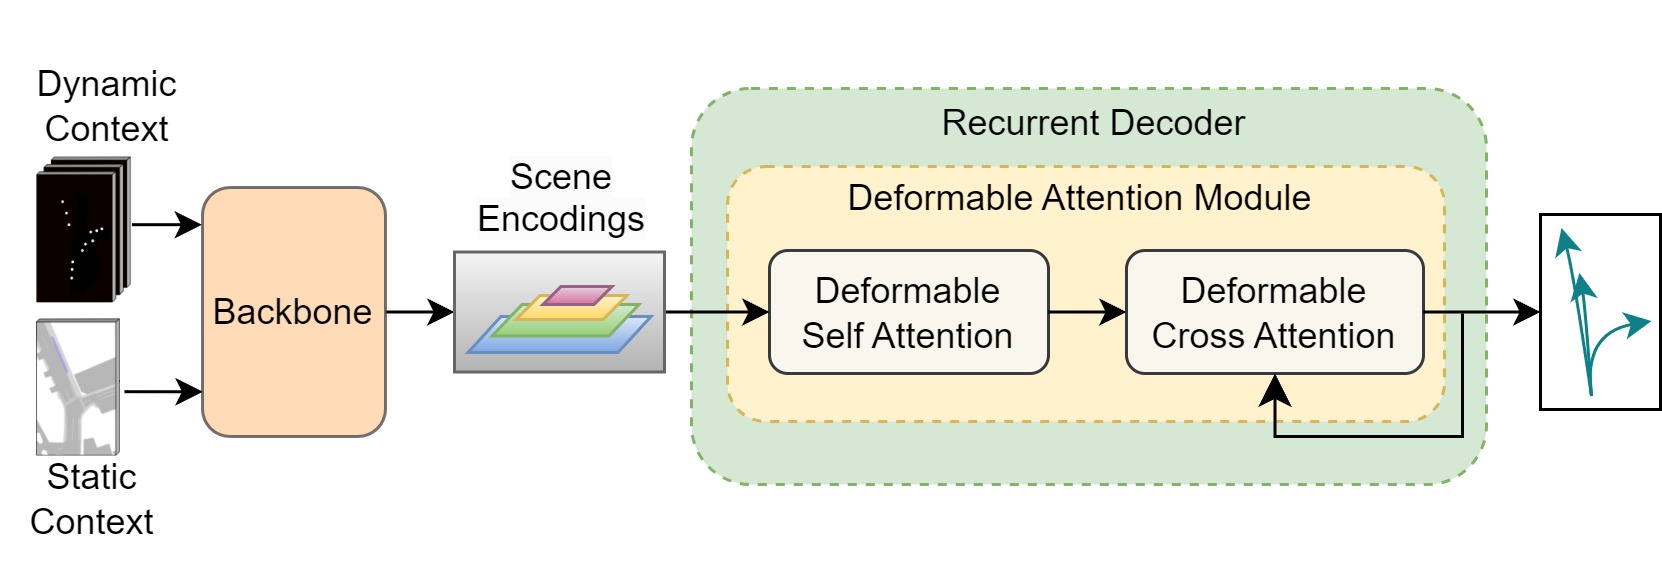 Dynamic
Context
Static
Context
Backbone
Scene
Encodings
Recurrent Decoder
Deformable Attention Module
Deformable
Self Attention
Deformable
Cross Attention